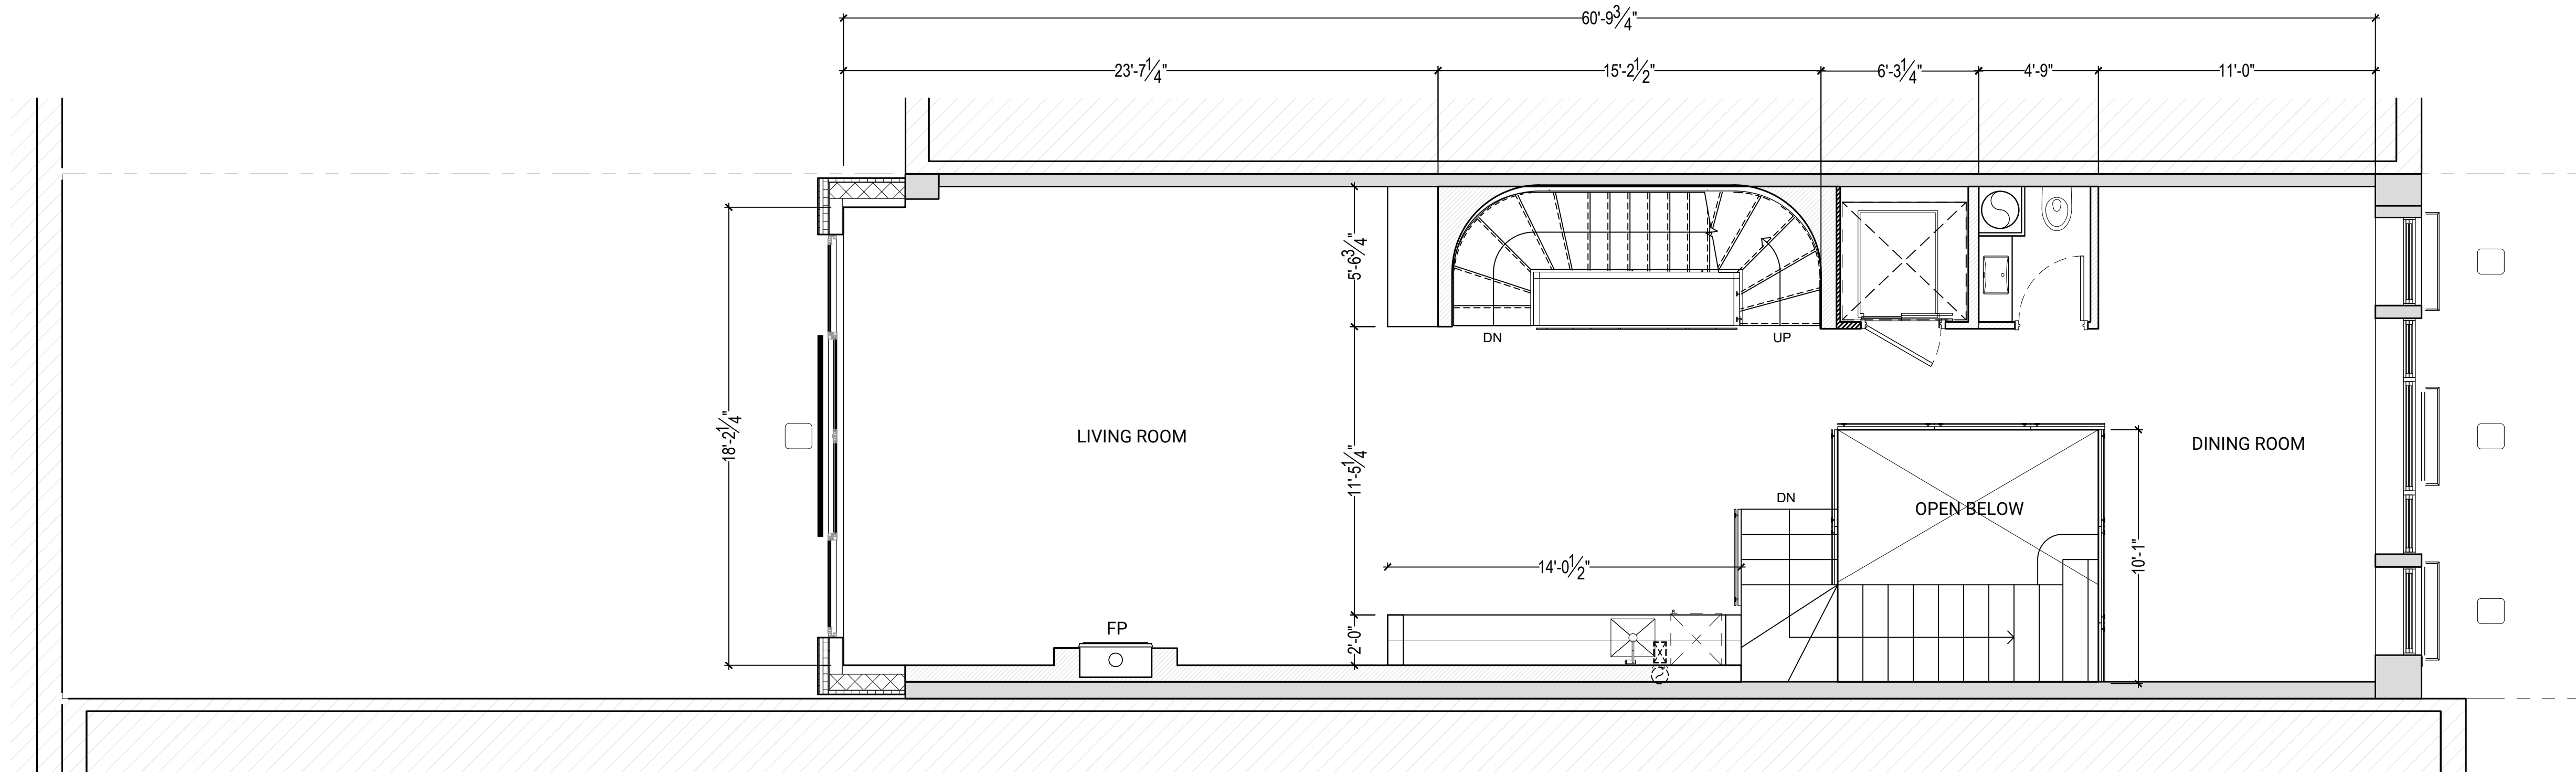 60'-9 3/4"
23'-7 1/4"
15'-2 1/2"
6'-3 1/4"
4'-9"
11'-0"
5'-6 3/4"
DN
UP
18'-2 1/4"
LIVING ROOM
11'-5 1/4"
DINING ROOM
DN
OPEN BELOW
14'-0 1/2"
10'-1"
FP
2'-0"